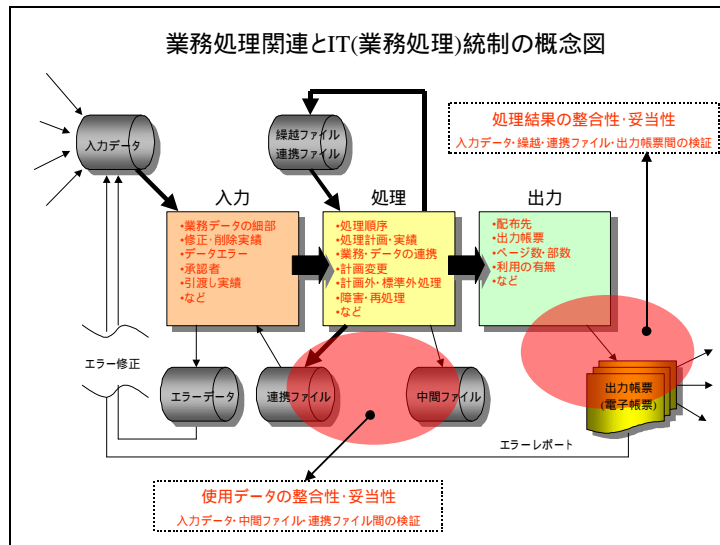 業務処理関連とIT(業務処理)統制の概念図
処理結果の整合性・妥当性
入力データ・繰越・連携ファイル・出力帳票間の検証
入力データ
繰越ファイル
連携ファイル
入力
処理
出力
•業務データの細部
•修正・削除実績
•データエラー
•承認者
•引渡し実績
•など
•処理順序
•処理計画・実績
•業務・データの連携
•計画変更
•計画外・標準外処理
•障害・再処理
•など
•配布先
•出力帳票
•ページ数・部数
•利用の有無
•など
エラー修正
エラーデータ
連携ファイル
中間ファイル
出力帳票
(電子帳票)
エラーレポート
使用データの整合性・妥当性
入力データ・中間ファイル・連携ファイル間の検証